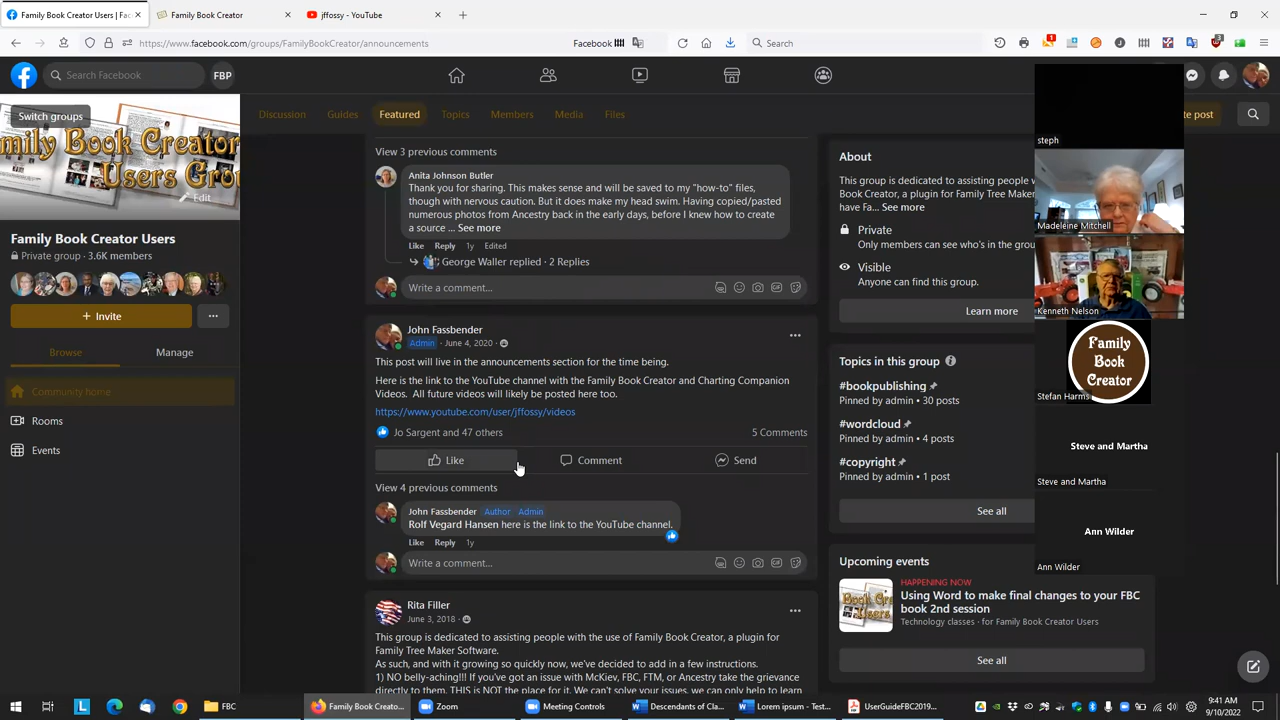 Family Book Creator Users | Fac
Family Book Creator
jffossy - YouTube
https://www.facebook.com/groups/FamilyBookCreator/announcements
Facebook
Search
1
3
Search Facebook
FBP
Switch groups
mily Book Creator
Users Grou
Edit
Family Book Creator Users
Private group · 3.6K members
+ Invite
Browse
Manage
Community home
Rooms
Events
Discussion
Guides
Featured
Topics
Members
Media
Files
te post
View 3 previous comments
Anita Johnson Butler
Thank you for sharing. This makes sense and will be saved to my "how-to" files,
though with nervous caution. But it does make my head swim. Having copied/pasted
numerous photos from Ancestry back in the early days, before I knew how to create
a source ... See more
Like Reply 1y Edited
George Waller replied · 2 Replies
Write a comment...
John Fassbender
Admin · June 4, 2020 ·
This post will live in the announcements section for the time being.
Here is the link to the YouTube channel with the Family Book Creator and Charting Companion
Videos. All future videos will likely be posted here too.
https://www.youtube.com/user/jffossy/videos
Jo Sargent and 47 others
5 Comments
Like
Comment
Send
View 4 previous comments
John Fassbender Author Admin
Rolf Vegard Hansen here is the link to the YouTube channel.
Like Reply 1y
Write a comment...
Rita Filler
June 3, 2018 ·
This group is dedicated to assisting people with the use of Family Book Creator, a plugin for
Family Tree Maker Software.
As such, and with it growing so quickly now, we've decided to add in a few instructions.
1) NO belly-aching!!! If you've got an issue with McKiev, FBC, FTM, or Ancestry take the grievance
directly to them. THIS is NOT the place for it. We can't solve your issues, we can only help to learn
About
This group is dedicated to assisting peop
the use of Family Book Creator, a plugin
for Family Tree Maker
have Fa... See more
Private
Only members can see who's in the grou
Visible
Anyone can find this group.
Learn more
Topics in this group
#bookpublishing
Pinned by admin • 30 posts
#wordcloud
Pinned by admin • 4 posts
#copyright
Pinned by admin • 1 post
See all
Upcoming events
Book Cre
HAPPENING NOW
Using Word to make final changes to your FBC
book 2nd session
Technology classes · for Family Book Creator Users
See all
steph
Madeleine Mitchell
Kenneth Nelson
Family
Book
Creator
Stefan Harms
Steve and Martha
Steve and Martha
Ann Wilder
Ann Wilder
Family Book Creato...
Zoom
Meeting Controls
Descendants of Cla...
Lorem ipsum - Test...
UserGuideFBC2019...
FBC
9:41 AM
9/10/2022